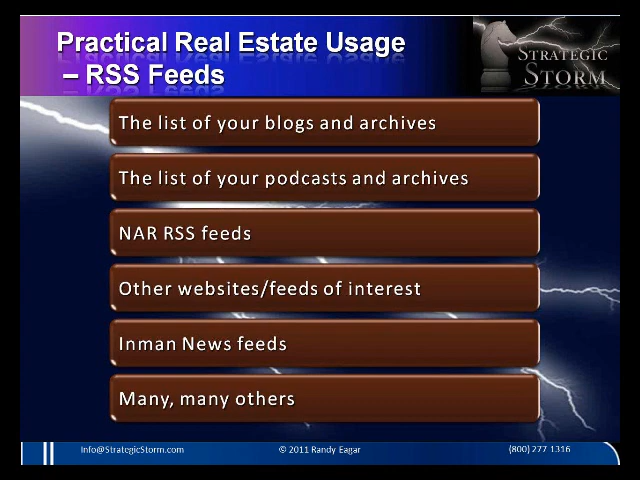 Practical Real Estate Usage
– RSS Feeds
STRATEGIC
STORM
The list of your blogs and archives
The list of your podcasts and archives
NAR RSS feeds
Other websites/feeds of interest
Inman News feeds
Many, many others
Info@StrategicStorm.com
© 2011 Randy Eagar
(800) 277 1316